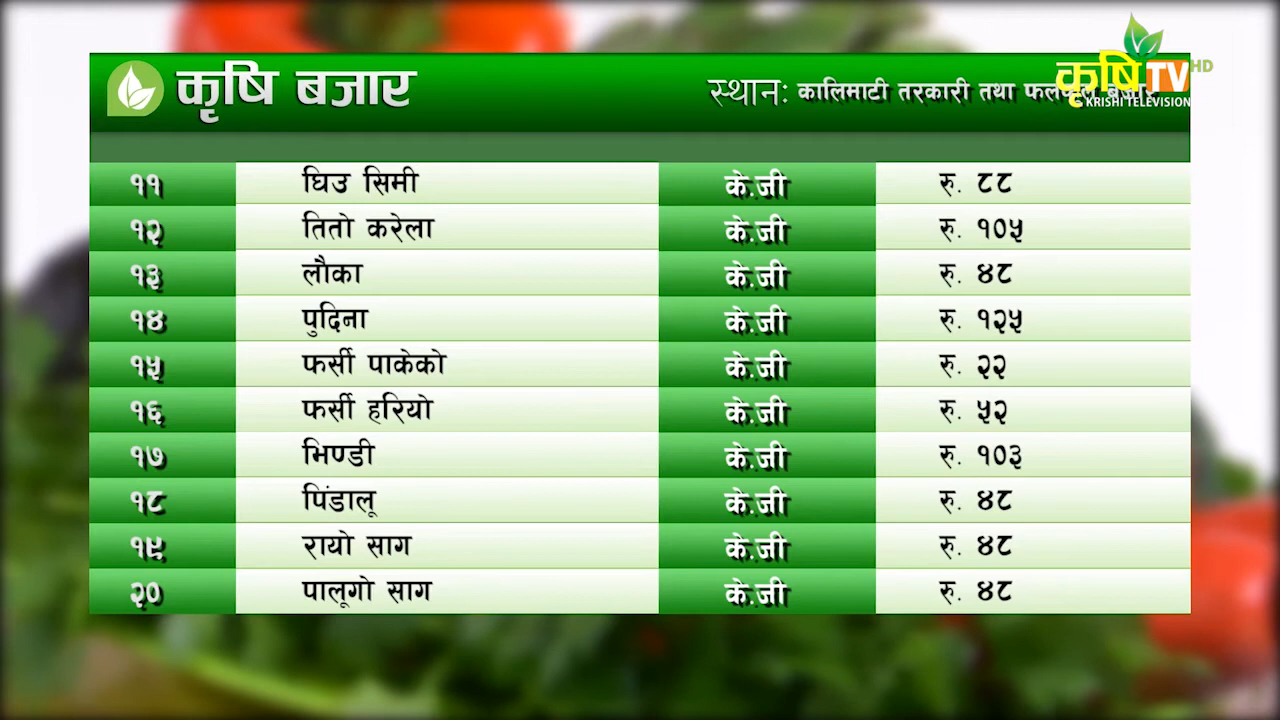 कृषि बजार
स्थान: कालिमाटी तरकारी तथा फलफूल बजार
कृषि TV HD
KRISHI TELEVISION
११ घिउ सिमी के.जी रु. ८८
१२ तितो करेला के.जी रु. १०५
१३ लौका के.जी रु. ४८
१४ पुदिना के.जी रु. १२५
१५ फर्सी पाकेको के.जी रु. २२
१६ फर्सी हरियो के.जी रु. ५२
१७ भिण्डी के.जी रु. १०३
१८ पिंडालू के.जी रु. ४८
१९ रायो साग के.जी रु. ४८
२० पालूगो साग के.जी रु. ४८